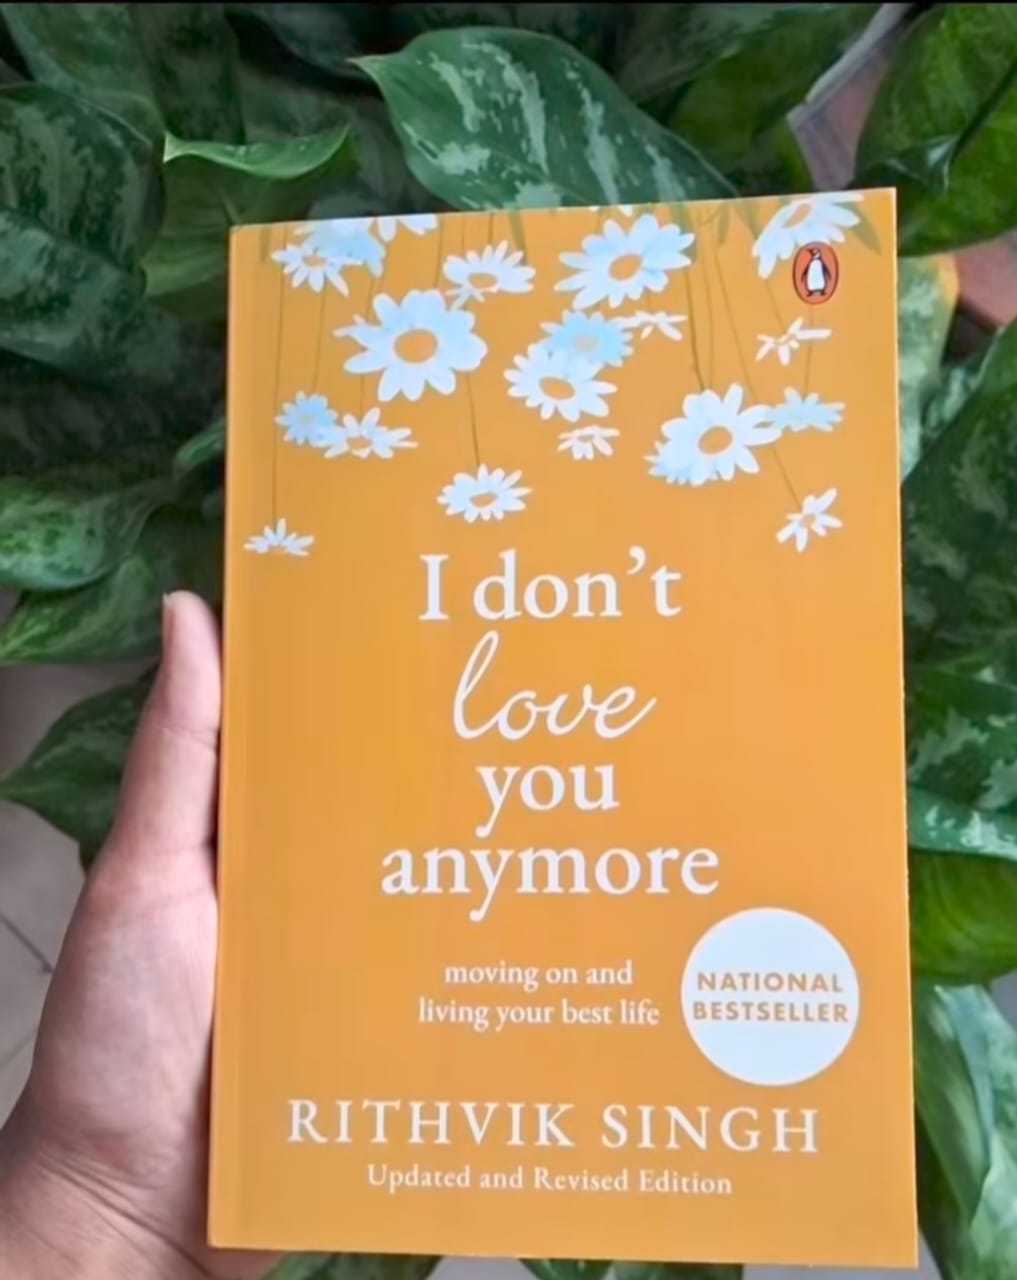 I don't
love
you
anymore
moving on and
living your best life
NATIONAL
BESTSELLER
RITHVIK SINGH
Updated and Revised Edition